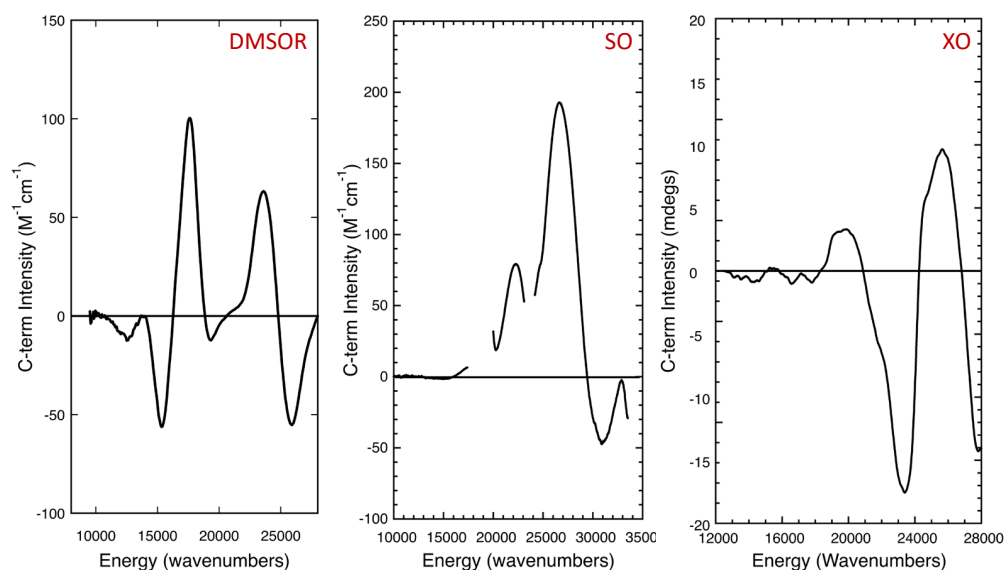 DMSOR
C-term Intensity (M⁻¹cm⁻¹)
100
50
0
-50
-100
10000 15000 20000 25000
Energy (wavenumbers)
SO
C-term Intensity (M⁻¹cm⁻¹)
250
200
150
100
50
0
-50
-100
10000 15000 20000 25000 30000 3500
Energy (wavenumbers)
XO
C-term Intensity (mdegs)
20
15
10
5
0
-5
-10
-15
-20
12000 16000 20000 24000 28000
Energy (Wavenumbers)